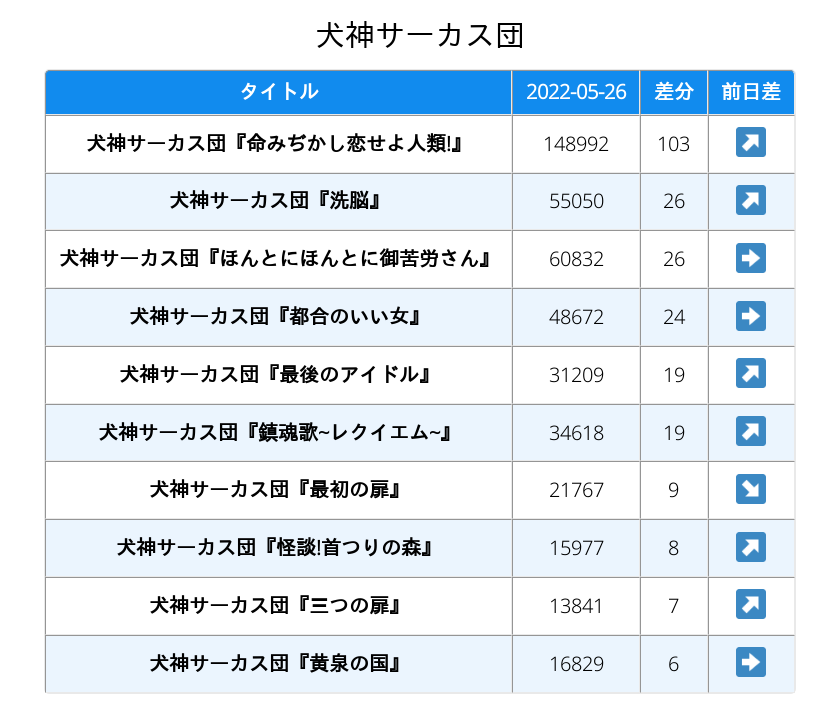 犬神サーカス団
タイトル 2022-05-26 差分 前日差
犬神サーカス団『命みぢかし恋せよ人類!』 148992 103 ↗
犬神サーカス団『洗脳』 55050 26 ↗
犬神サーカス団『ほんとにほんとに御苦労さん』 60832 26 ➡
犬神サーカス団『都合のいい女』 48672 24 ➡
犬神サーカス団『最後のアイドル』 31209 19 ↗
犬神サーカス団『鎮魂歌~レクイエム~』 34618 19 ↗
犬神サーカス団『最初の扉』 21767 9 ↘
犬神サーカス団『怪談!首つりの森』 15977 8 ↗
犬神サーカス団『三つの扉』 13841 7 ↗
犬神サーカス団『黄泉の国』 16829 6 ➡